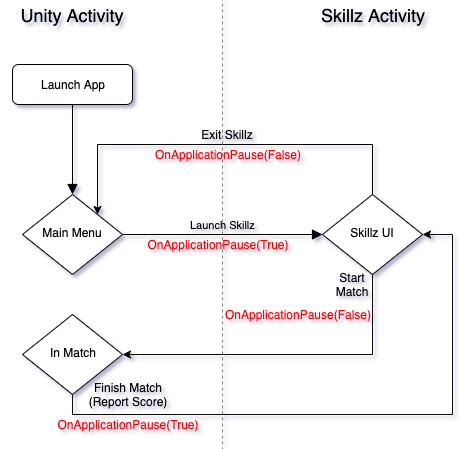 Unity Activity
Skillz Activity
Launch App
Exit Skillz
OnApplicationPause(False)
Main Menu
Launch Skillz
OnApplicationPause(True)
Skillz UI
Start
Match
OnApplicationPause(False)
In Match
Finish Match
(Report Score)
OnApplicationPause(True)